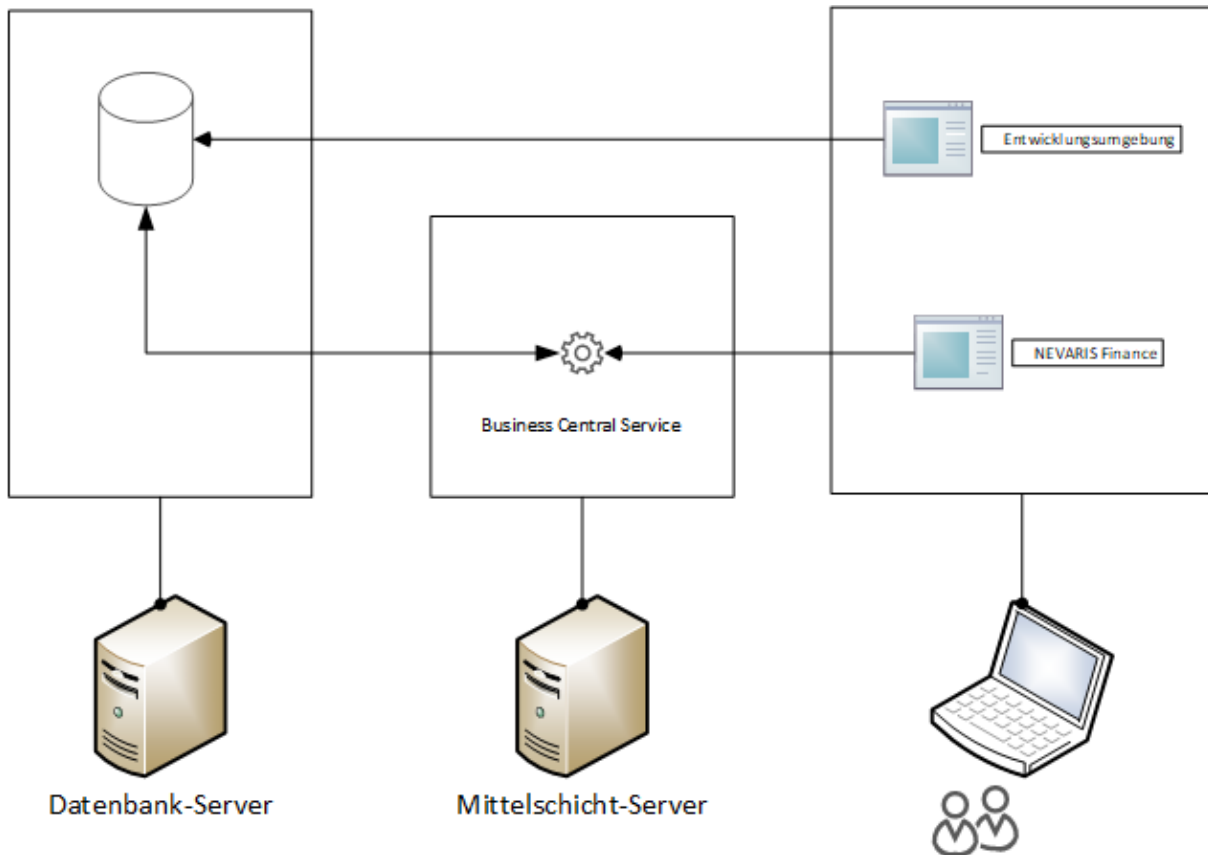 Entwicklungsumgebung
NEVARIS Finance
Business Central Service
Datenbank-Server
Mittelschicht-Server